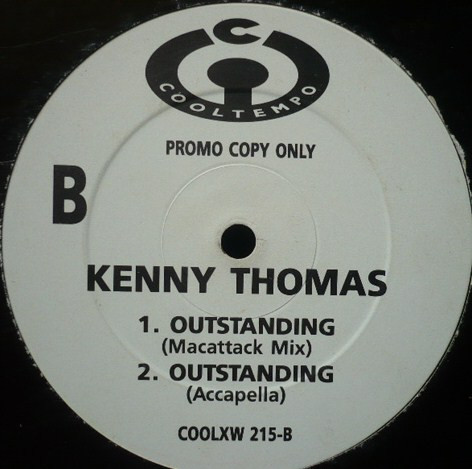 C
COOLTEMPO
PROMO COPY ONLY
B
KENNY THOMAS
1. OUTSTANDING
(Macattack Mix)
2. OUTSTANDING
(Accapella)
COOLXW 215-B